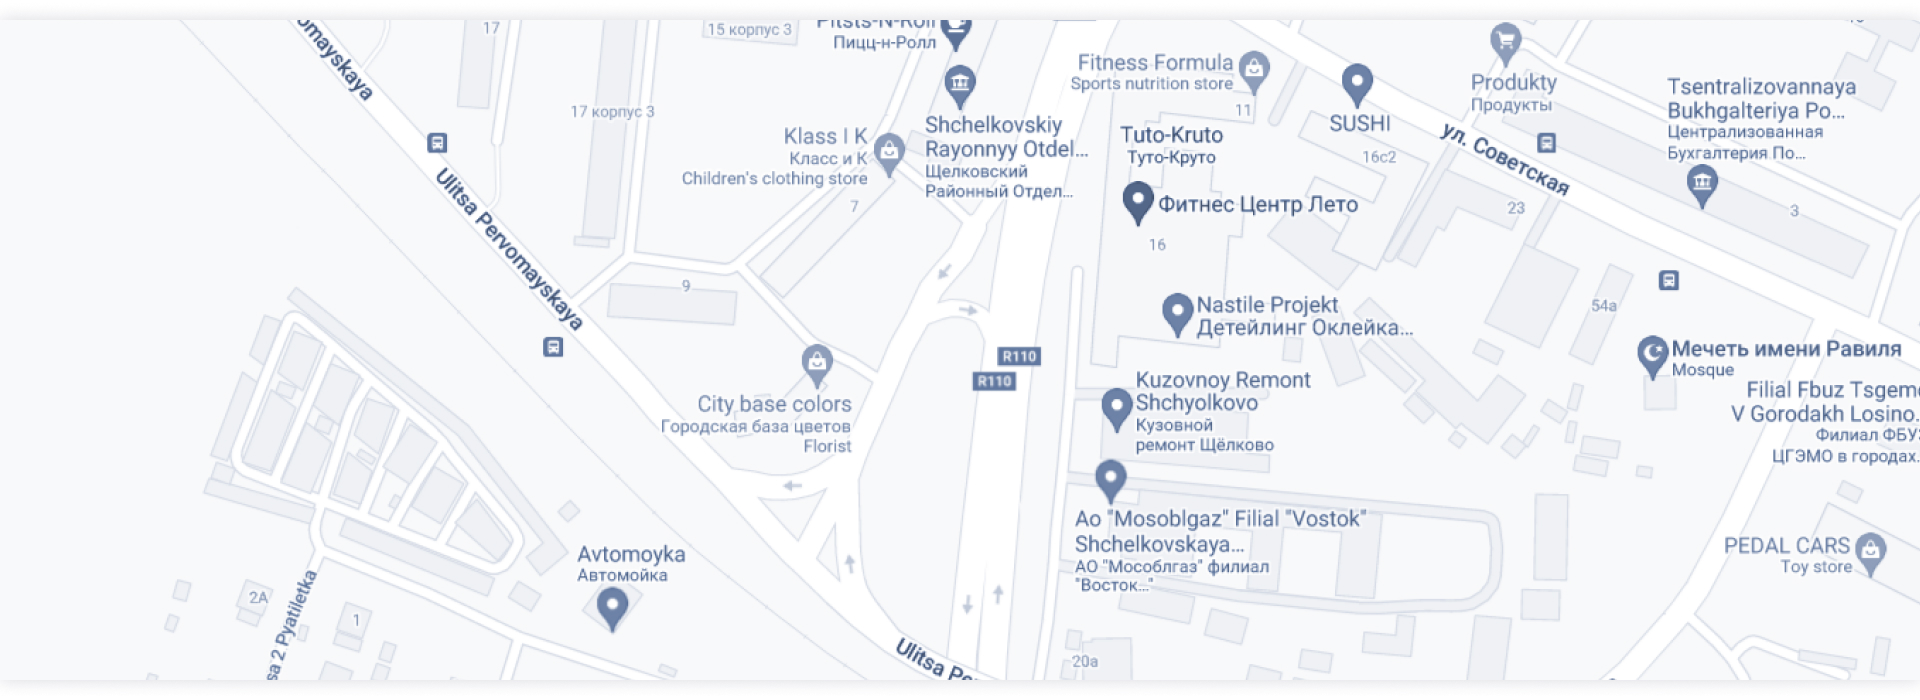 omayskaya
17
15 корпус 3
Pitsts-N-Roll
Пицц-н-Ролл
17 корпус 3
Klass I K
Класс и К
Children's clothing store
7
Shchelkovskiy
Rayonnyy Otdel...
Щелковский
Районный Отдел...
Fitness Formula
Sports nutrition store
11
Tuto-Kruto
Туто-Круто
SUSHI
16с2
Фитнес Центр Лето
16
Produkty
Продукты
ул. Советская
Tsentralizovannaya
Bukhgalteriya Po...
Централизованная
Бухгалтерия По...
23
3
Ulitsa Pervomayskaya
9
Nastile Projekt
Детейлинг Оклейка...
54а
R110
R110
Мечеть имени Равиля
Mosque
Filial Fbuz Tsgem
V Gorodakh Losino.
Филиал ФБУЗ
ЦГЭМО в городах.
City base colors
Городская база цветов
Florist
Kuzovnoy Remont
Shchyolkovo
Кузовной
ремонт Щёлково
Ao "Mosoblgaz" Filial "Vostok"
Shchelkovskaya...
АО "Мособлгаз" филиал
"Восток..."
PEDAL CARS
Toy store
Avtomoyka
Автомойка
2А
1
sa 2 Pyatiletka
Ulitsa Pe
20а